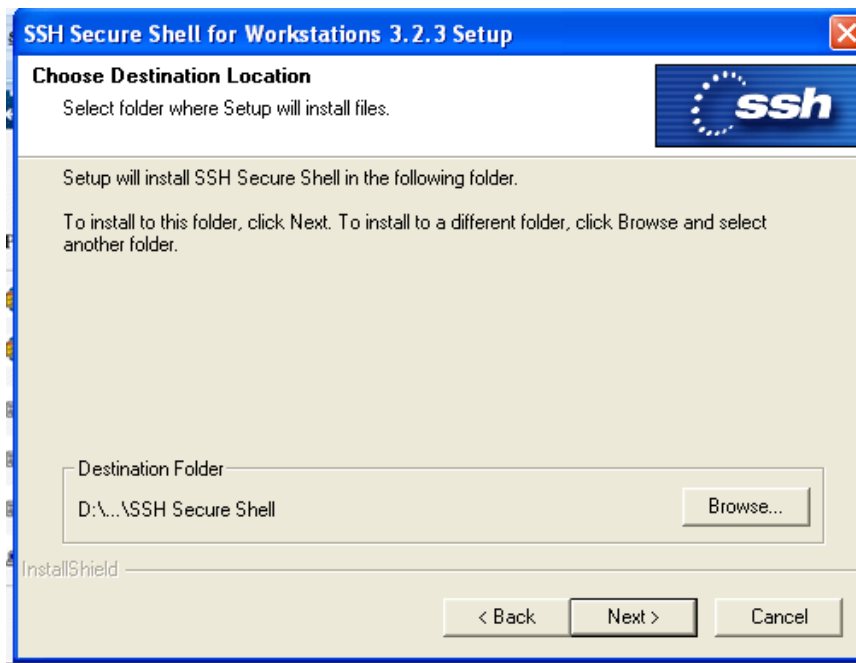 SSH Secure Shell for Workstations 3.2.3 Setup
Choose Destination Location
Select folder where Setup will install files.
ssh
Setup will install SSH Secure Shell in the following folder.
To install to this folder, click Next. To install to a different folder, click Browse and select
another folder.
Destination Folder
D:\...\SSH Secure Shell
Browse...
InstallShield
< Back
Next >
Cancel